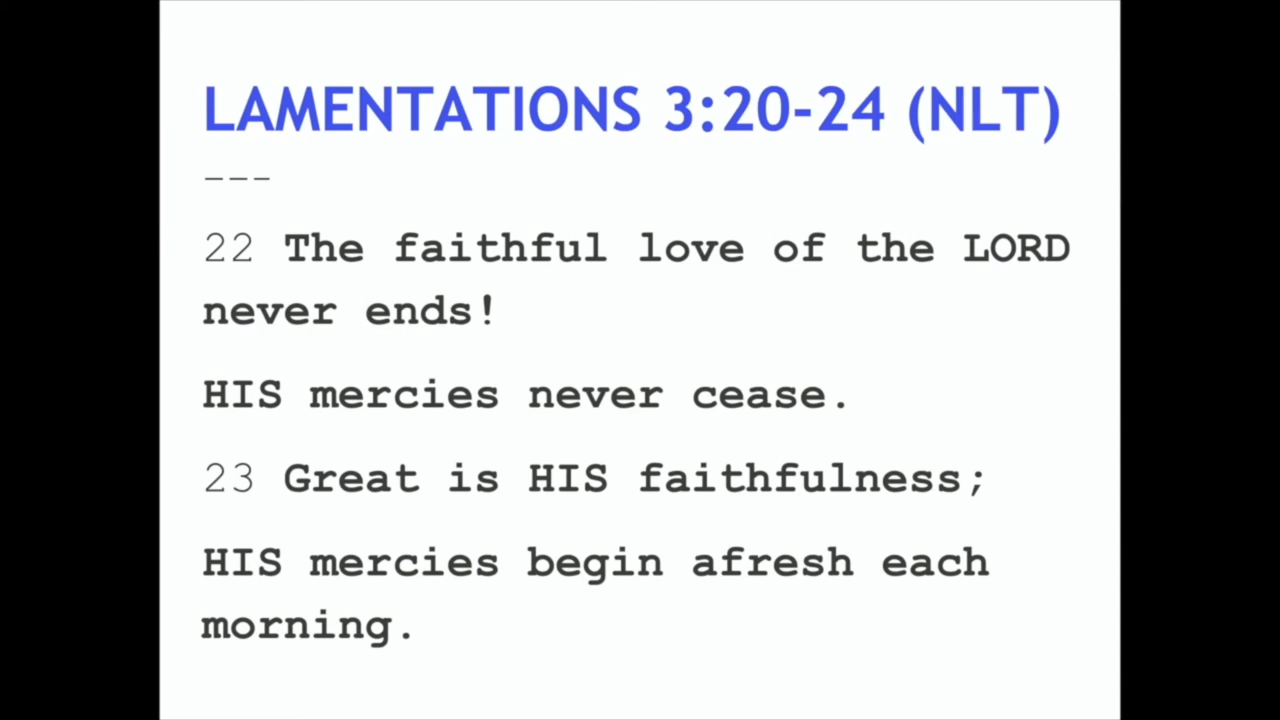 LAMENTATIONS 3:20-24 (NLT)
---
22 The faithful love of the LORD
never ends!
HIS mercies never cease.
23 Great is HIS faithfulness;
HIS mercies begin afresh each
morning.